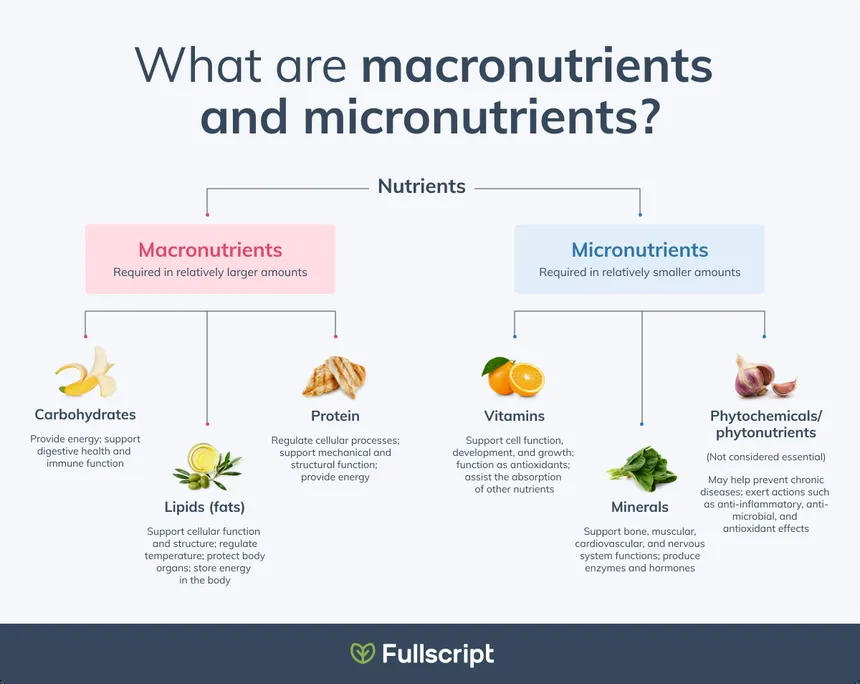 What are macronutrients
and micronutrients?
Nutrients
Macronutrients
Required in relatively larger amounts
Micronutrients
Required in relatively smaller amounts
Carbohydrates
Provide energy; support
digestive health and
immune function
Lipids (fats)
Support cellular function
and structure; regulate
temperature; protect body
organs; store energy
in the body
Protein
Regulate cellular processes;
support mechanical and
structural function;
provide energy
Vitamins
Support cell function,
development, and growth;
function as antioxidants;
assist the absorption
of other nutrients
Minerals
Support bone, muscular,
cardiovascular, and nervous
system functions; produce
enzymes and hormones
Phytochemicals/
phytonutrients
(Not considered essential)
May help prevent chronic
diseases; exert actions such
as anti-inflammatory, anti-
microbial, and
antioxidant effects
Fullscript